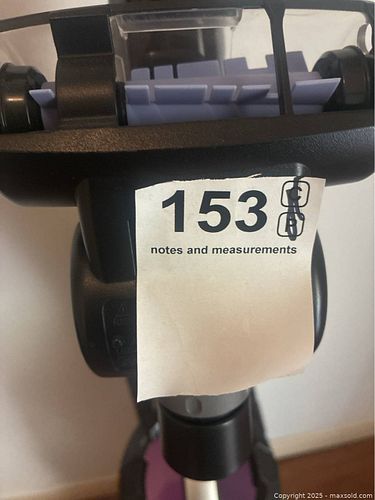 153
notes and measurements
Copyright 2025 - maxsold.com